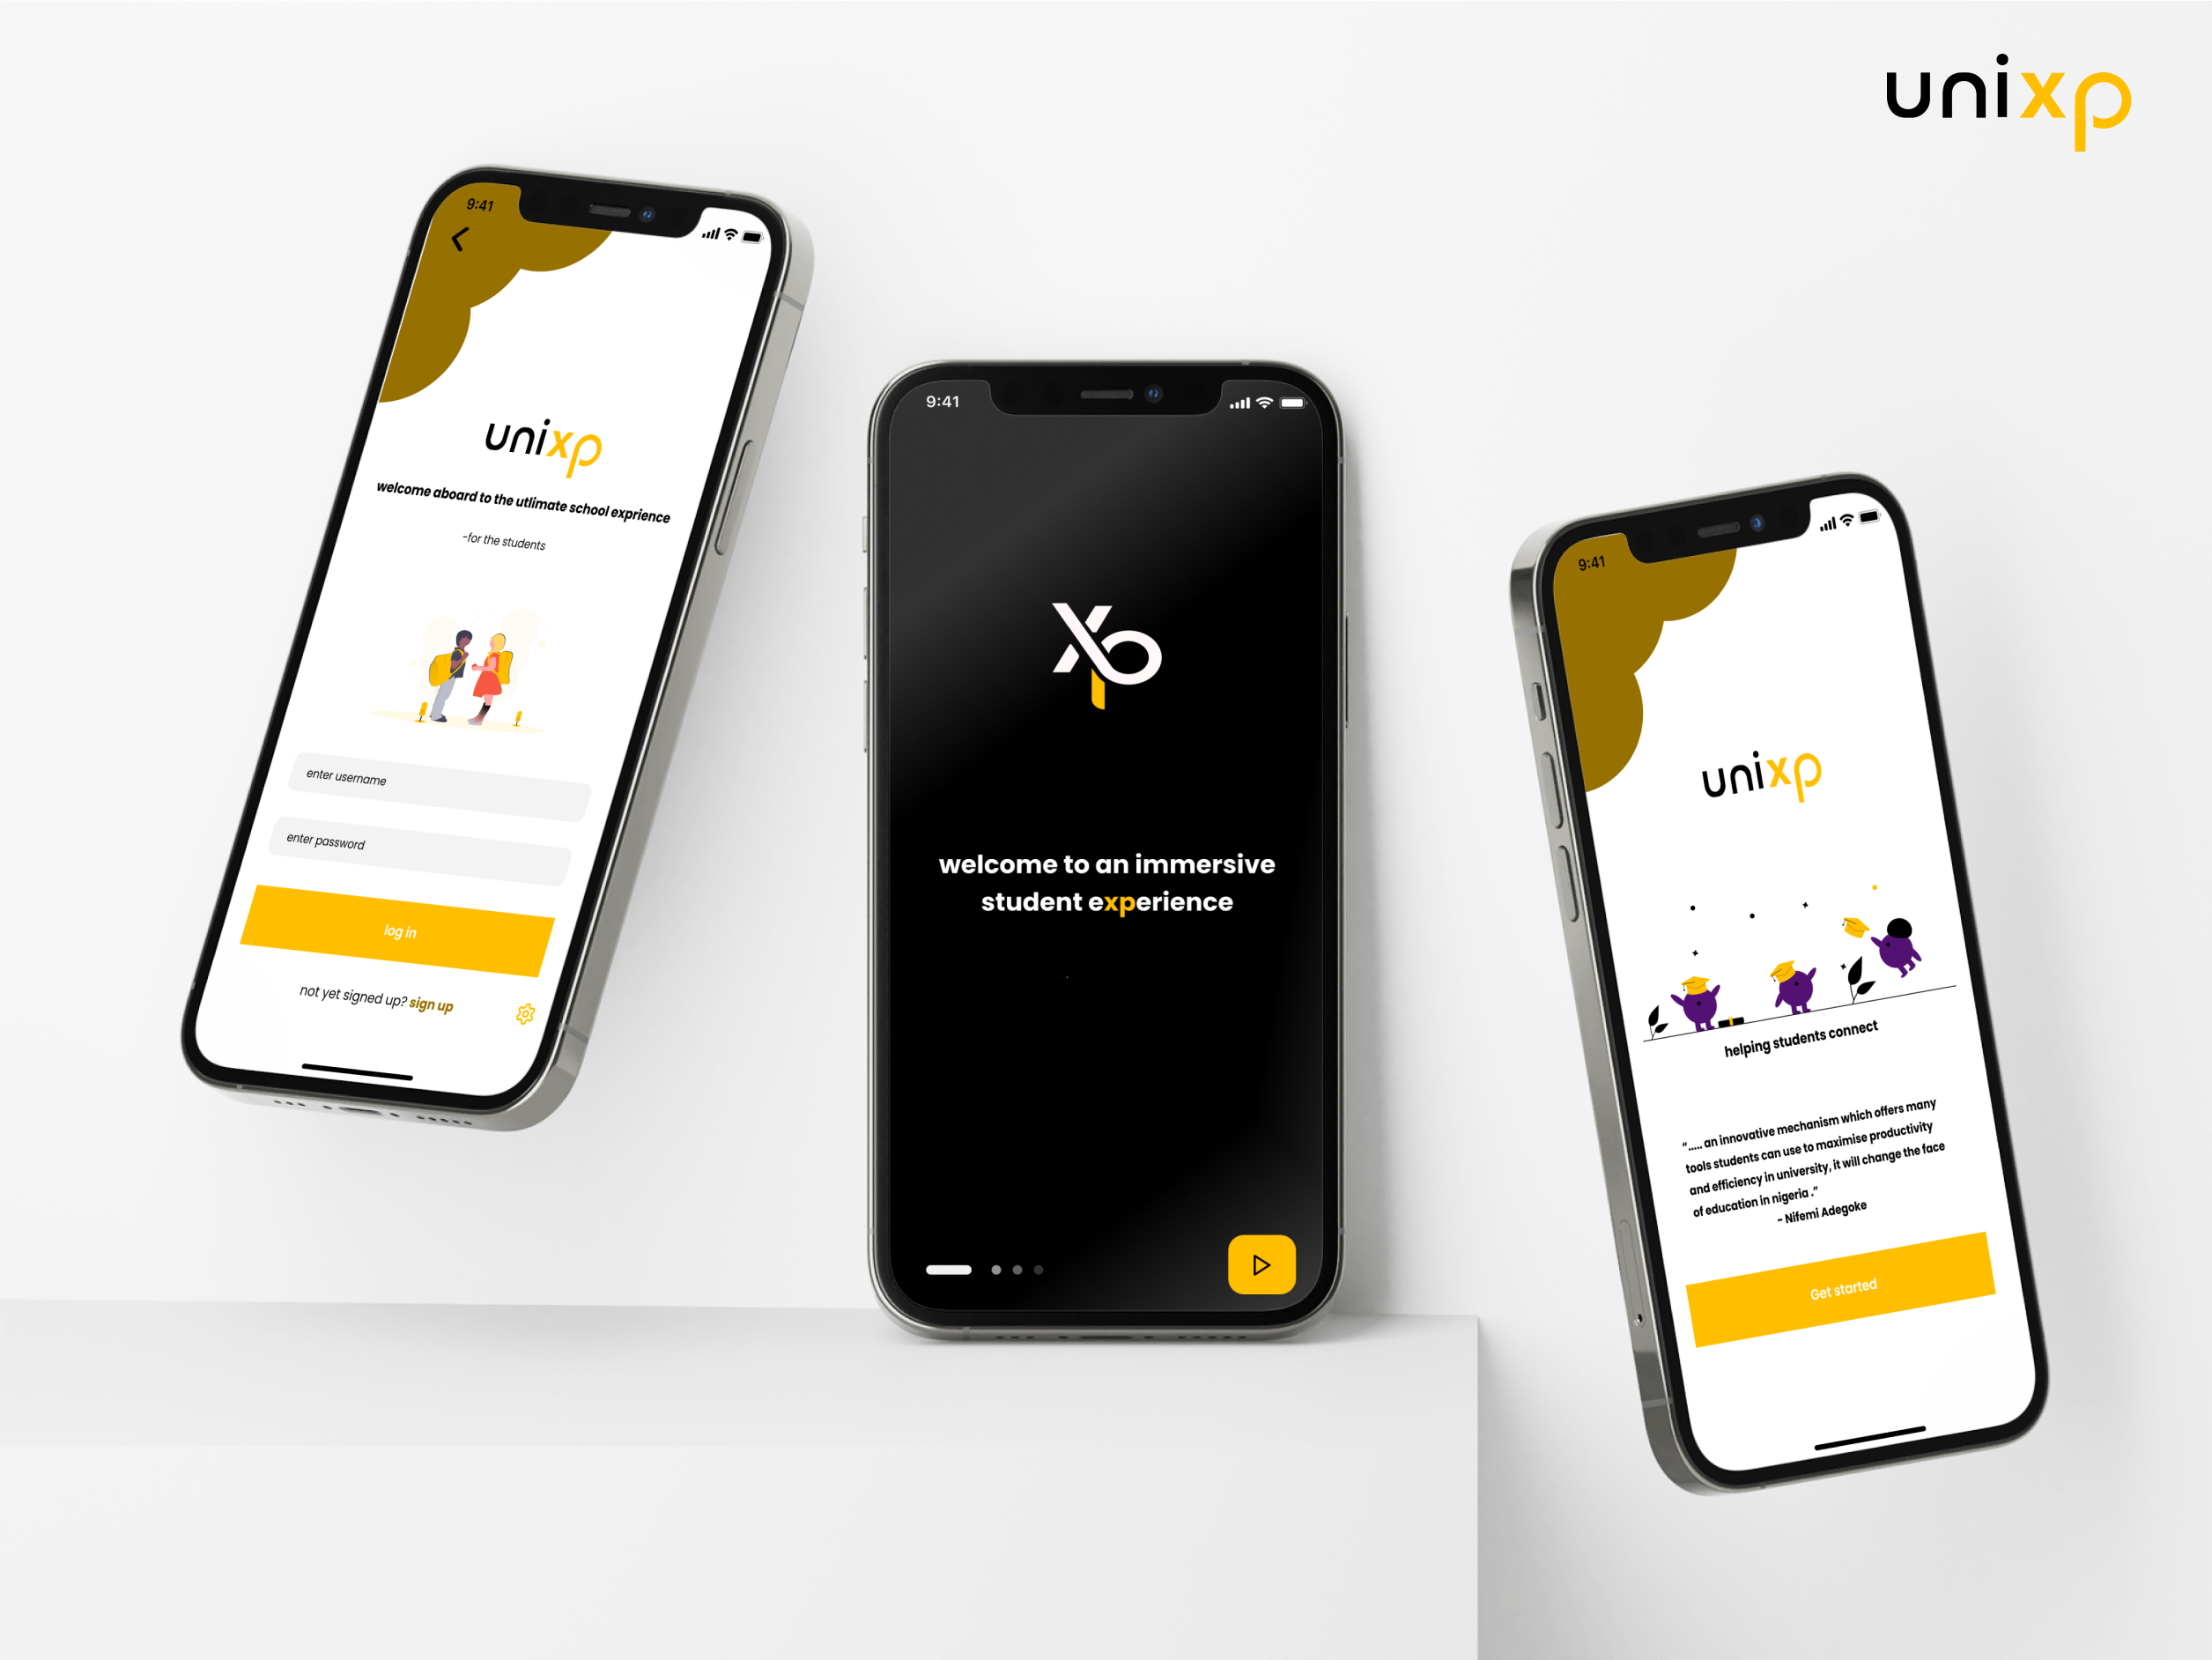 unixp
9:41
unixp
welcome aboard to the utlimate school exprience
-for the students
enter username
enter password
log in
not yet signed up? sign up
9:41
xp
welcome to an immersive
student experience
9:41
unixp
helping students connect
“ ..... an innovative mechanism which offers many
tools students can use to maximise productivity
and efficiency in university, it will change the face
of education in nigeria .”
- Nifemi Adegoke
Get started